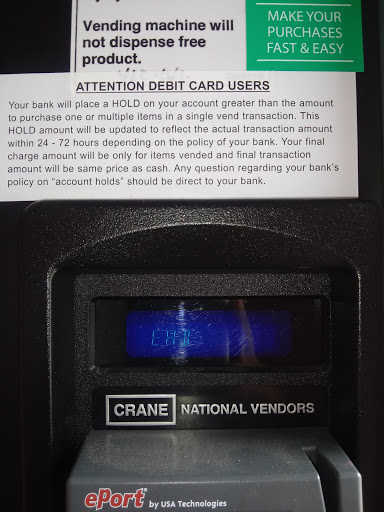 Vending machine will
not dispense free
product.
MAKE YOUR
PURCHASES
FAST & EASY
ATTENTION DEBIT CARD USERS
Your bank will place a HOLD on your account greater than the amount
to purchase one or multiple items in a single vend transaction. This
HOLD amount will be updated to reflect the actual transaction amount
within 24 - 72 hours depending on the policy of your bank. Your final
charge amount will be only for items vended and final transaction
amount will be same price as cash. Any question regarding your bank's
policy on “account holds” should be direct to your bank.
CRANE NATIONAL VENDORS
ePort® by USA Technologies